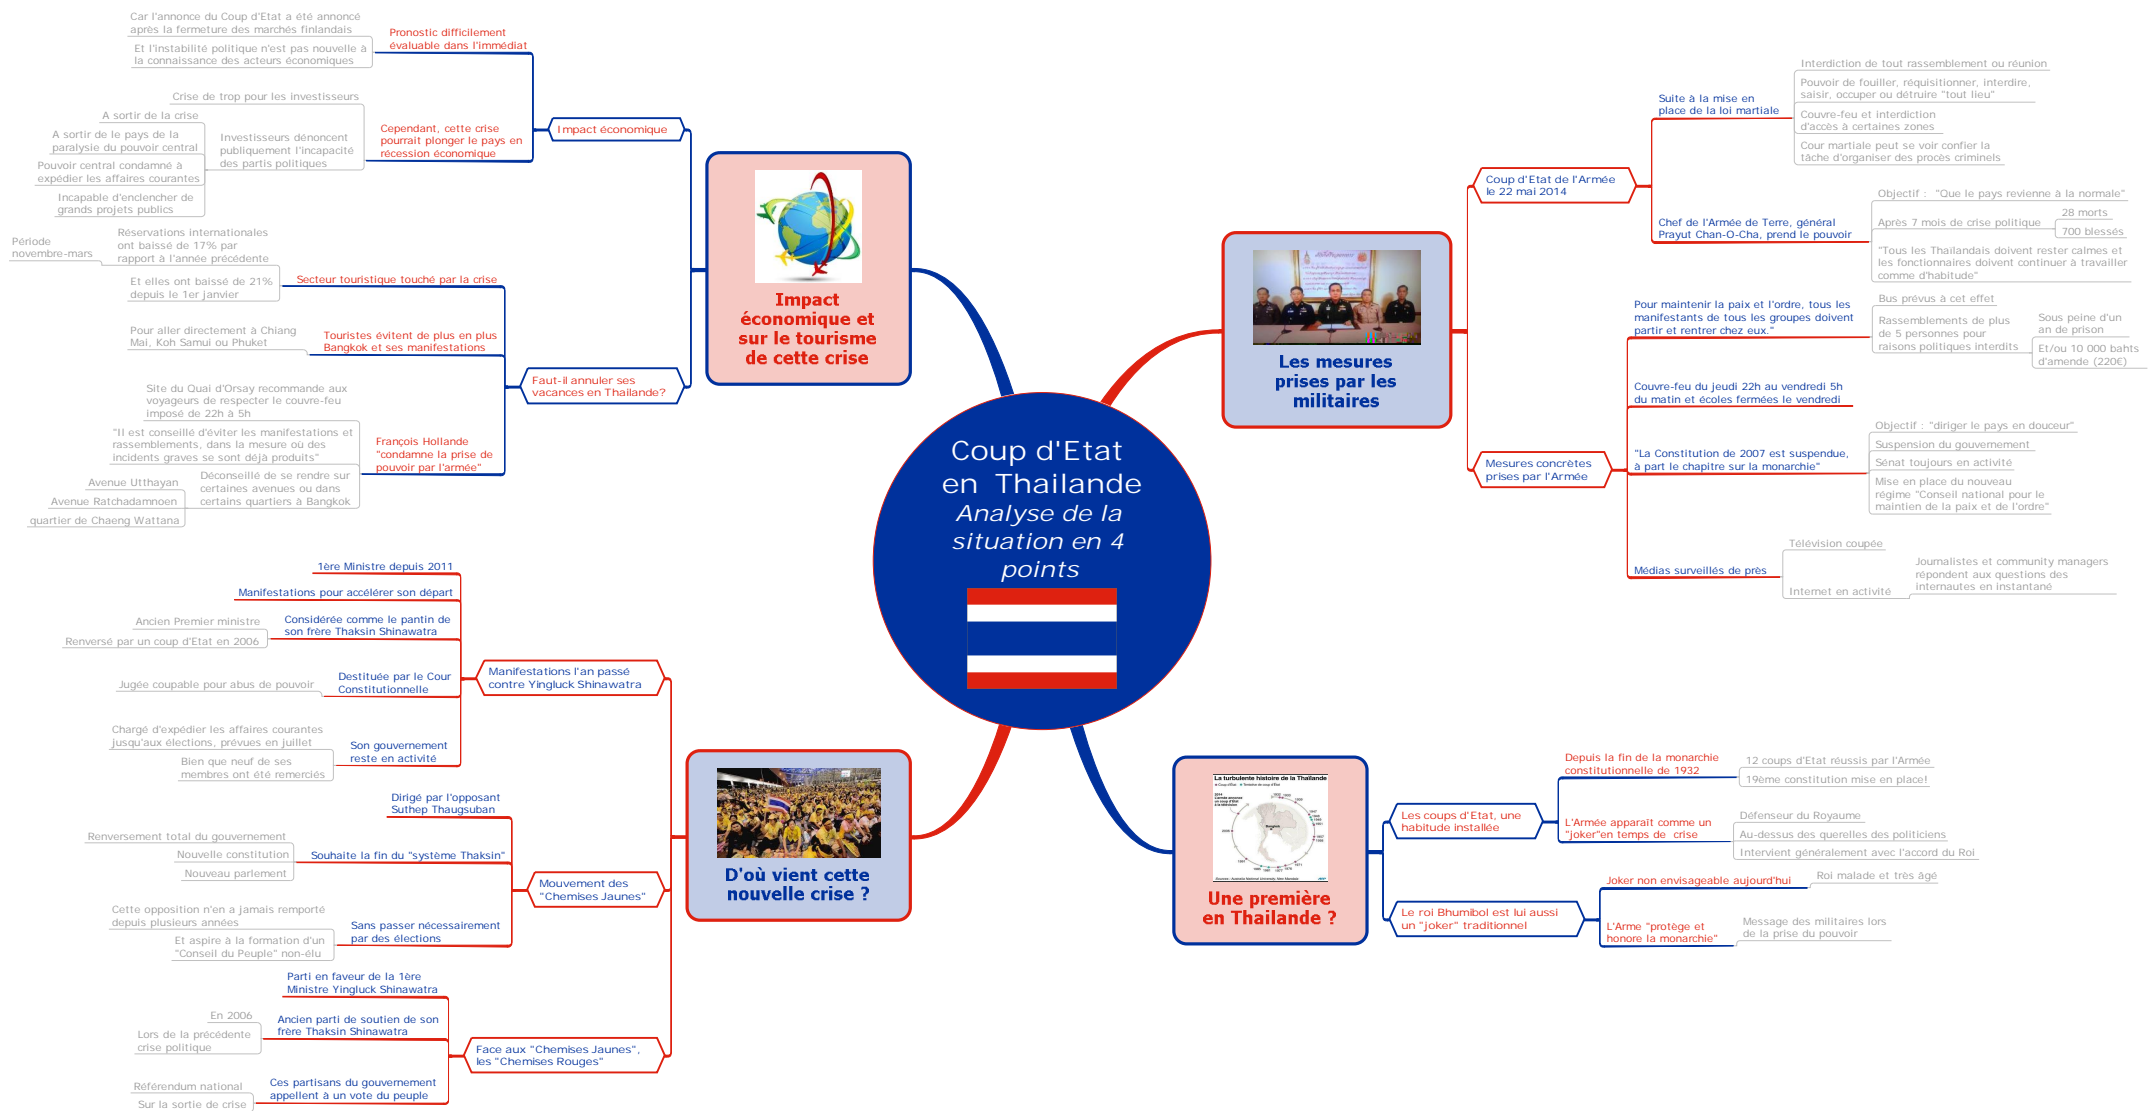 Coup d'Etat
en Thailande
Analyse de la
situation en 4
points
Les mesures
prises par les
militaires
Coup d'Etat de l'Armée
le 22 mai 2014
Suite à la mise en
place de la loi martiale
Interdiction de tout rassemblement ou réunion
Pouvoir de fouiller, réquisitionner, interdire,
saisir, occuper ou détruire "tout lieu"
Couvre-feu et interdiction
d'accès à certaines zones
Cour martiale peut se voir confier la
tâche d'organiser des procès criminels
Chef de l'Armée de Terre, général
Prayut Chan-O-Cha, prend le pouvoir
Objectif : "Que le pays revienne à la normale"
Après 7 mois de crise politique
28 morts
700 blessés
"Tous les Thaïlandais doivent rester calmes et
les fonctionnaires doivent continuer à travailler
comme d'habitude"
Mesures concrètes
prises par l'Armée
Pour maintenir la paix et l'ordre, tous les
manifestants de tous les groupes doivent
partir et rentrer chez eux."
Bus prévus à cet effet
Rassemblements de plus
de 5 personnes pour
raisons politiques interdits
Sous peine d'un
an de prison
Et/ou 10 000 bahts
d'amende (220€)
Couvre-feu du jeudi 22h au vendredi 5h
du matin et écoles fermées le vendredi
"La Constitution de 2007 est suspendue,
à part le chapitre sur la monarchie"
Objectif : "diriger le pays en douceur"
Suspension du gouvernement
Sénat toujours en activité
Mise en place du nouveau
régime "Conseil national pour le
maintien de la paix et de l'ordre"
Médias surveillés de près
Télévision coupée
Internet en activité
Journalistes et community managers
répondent aux questions des
internautes en instantané
La turbulente histoire de la Thaïlande
Une première
en Thailande ?
Les coups d'Etat, une
habitude installée
Depuis la fin de la monarchie
constitutionnelle de 1932
12 coups d'Etat réussis par l'Armée
19ème constitution mise en place!
L'Armée apparaît comme un
"joker"en temps de crise
Défenseur du Royaume
Au-dessus des querelles des politiciens
Intervient généralement avec l'accord du Roi
Le roi Bhumibol est lui aussi
un "joker" traditionnel
Joker non envisageable aujourd'hui
Roi malade et très âgé
L'Arme "protège et
honore la monarchie"
Message des militaires lors
de la prise du pouvoir
D'où vient cette
nouvelle crise ?
Manifestations l'an passé
contre Yingluck Shinawatra
1ère Ministre depuis 2011
Manifestations pour accélérer son départ
Considérée comme le pantin de
son frère Thaksin Shinawatra
Ancien Premier ministre
Renversé par un coup d'Etat en 2006
Destituée par le Cour
Constitutionnelle
Jugée coupable pour abus de pouvoir
Son gouvernement
reste en activité
Chargé d'expédier les affaires courantes
jusqu'aux élections, prévues en juillet
Bien que neuf de ses
membres ont été remerciés
Mouvement des
"Chemises Jaunes"
Dirigé par l'opposant
Suthep Thaugsuban
Souhaite la fin du "système Thaksin"
Renversement total du gouvernement
Nouvelle constitution
Nouveau parlement
Sans passer nécessairement
par des élections
Cette opposition n'en a jamais remporté
depuis plusieurs années
Et aspire à la formation d'un
"Conseil du Peuple" non-élu
Face aux "Chemises Jaunes",
les "Chemises Rouges"
Parti en faveur de la 1ère
Ministre Yingluck Shinawatra
Ancien parti de soutien de son
frère Thaksin Shinawatra
En 2006
Lors de la précédente
crise politique
Ces partisans du gouvernement
appellent à un vote du peuple
Référendum national
Sur la sortie de crise
Impact
économique et
sur le tourisme
de cette crise
Impact économique
Pronostic difficilement
évaluable dans l'immédiat
Car l'annonce du Coup d'Etat a été annoncé
après la fermeture des marchés finlandais
Et l'instabilité politique n'est pas nouvelle à
la connaissance des acteurs économiques
Cependant, cette crise
pourrait plonger le pays en
récession économique
Crise de trop pour les investisseurs
Investisseurs dénoncent
publiquement l'incapacité
des partis politiques
A sortir de la crise
A sortir de le pays de la
paralysie du pouvoir central
Pouvoir central condamné à
expédier les affaires courantes
Incapable d'enclencher de
grands projets publics
Faut-il annuler ses
vacances en Thaïlande?
Secteur touristique touché par la crise
Réservations internationales
ont baissé de 17% par
rapport à l'année précédente
Période
novembre-mars
Et elles ont baissé de 21%
depuis le 1er janvier
Touristes évitent de plus en plus
Bangkok et ses manifestations
Pour aller directement à Chiang
Mai, Koh Samui ou Phuket
François Hollande
"condamne la prise de
pouvoir par l'armée"
Site du Quai d'Orsay recommande aux
voyageurs de respecter le couvre-feu
imposé de 22h à 5h
"Il est conseillé d'éviter les manifestations et
rassemblements, dans la mesure où des
incidents graves se sont déjà produits"
Déconseillé de se rendre sur
certaines avenues ou dans
certains quartiers à Bangkok
Avenue Utthayan
Avenue Ratchadamnoen
quartier de Chaeng Wattana